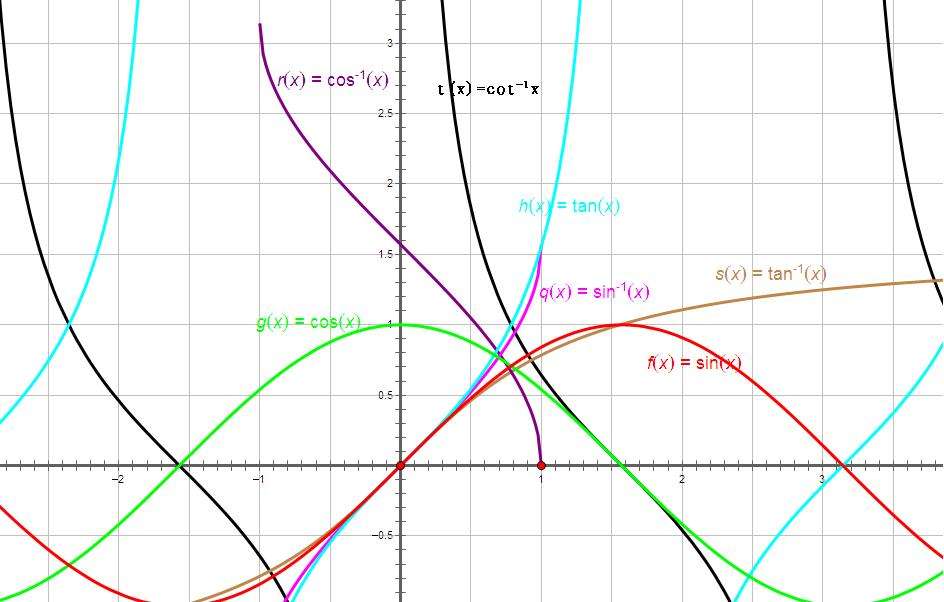 3
r(x) = cos⁻¹(x)
t (x) =cot⁻¹x
2.5
2
h(x) = tan(x)
1.5
s(x) = tan⁻¹(x)
q(x) = sin⁻¹(x)
g(x) = cos(x)
1
f(x) = sin(x)
0.5
−2
−1
1
2
3
−0.5